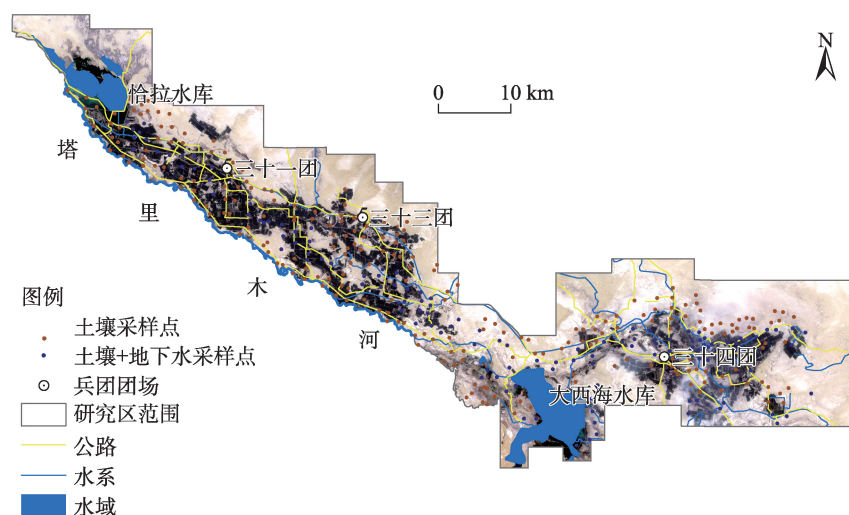 N
0 10 km
恰拉水库
塔
三十一团
里
三十三团
木
河
三十四团
大西海水库
图例
土壤采样点
土壤+地下水采样点
兵团团场
研究区范围
公路
水系
水域